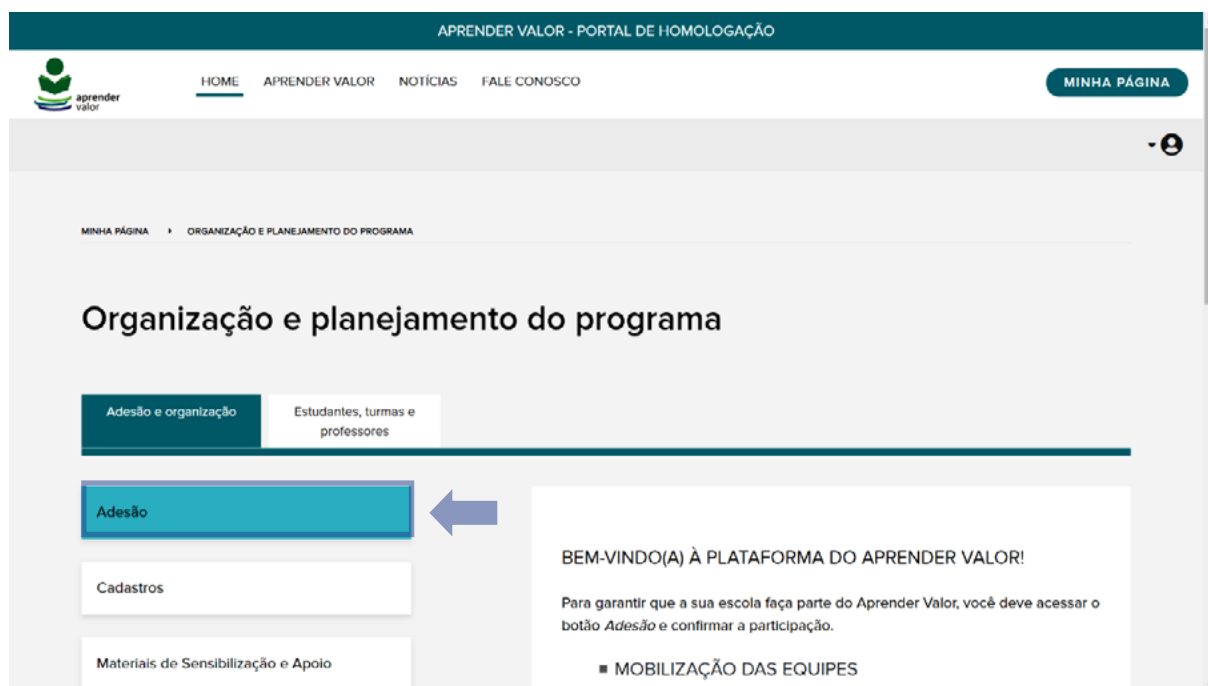 APRENDER VALOR - PORTAL DE HOMOLOGAÇÃO
aprender
valor
HOME APRENDER VALOR NOTÍCIAS FALE CONOSCO
MINHA PÁGINA
MINHA PÁGINA ORGANIZAÇÃO E PLANEJAMENTO DO PROGRAMA
Organização e planejamento do programa
Adesão e organização
Estudantes, turmas e
professores
Adesão
Cadastros
Materiais de Sensibilização e Apoio
BEM-VINDO(A) À PLATAFORMA DO APRENDER VALOR!
Para garantir que a sua escola faça parte do Aprender Valor, você deve acessar o
botão Adesão e confirmar a participação.
MOBILIZAÇÃO DAS EQUIPES